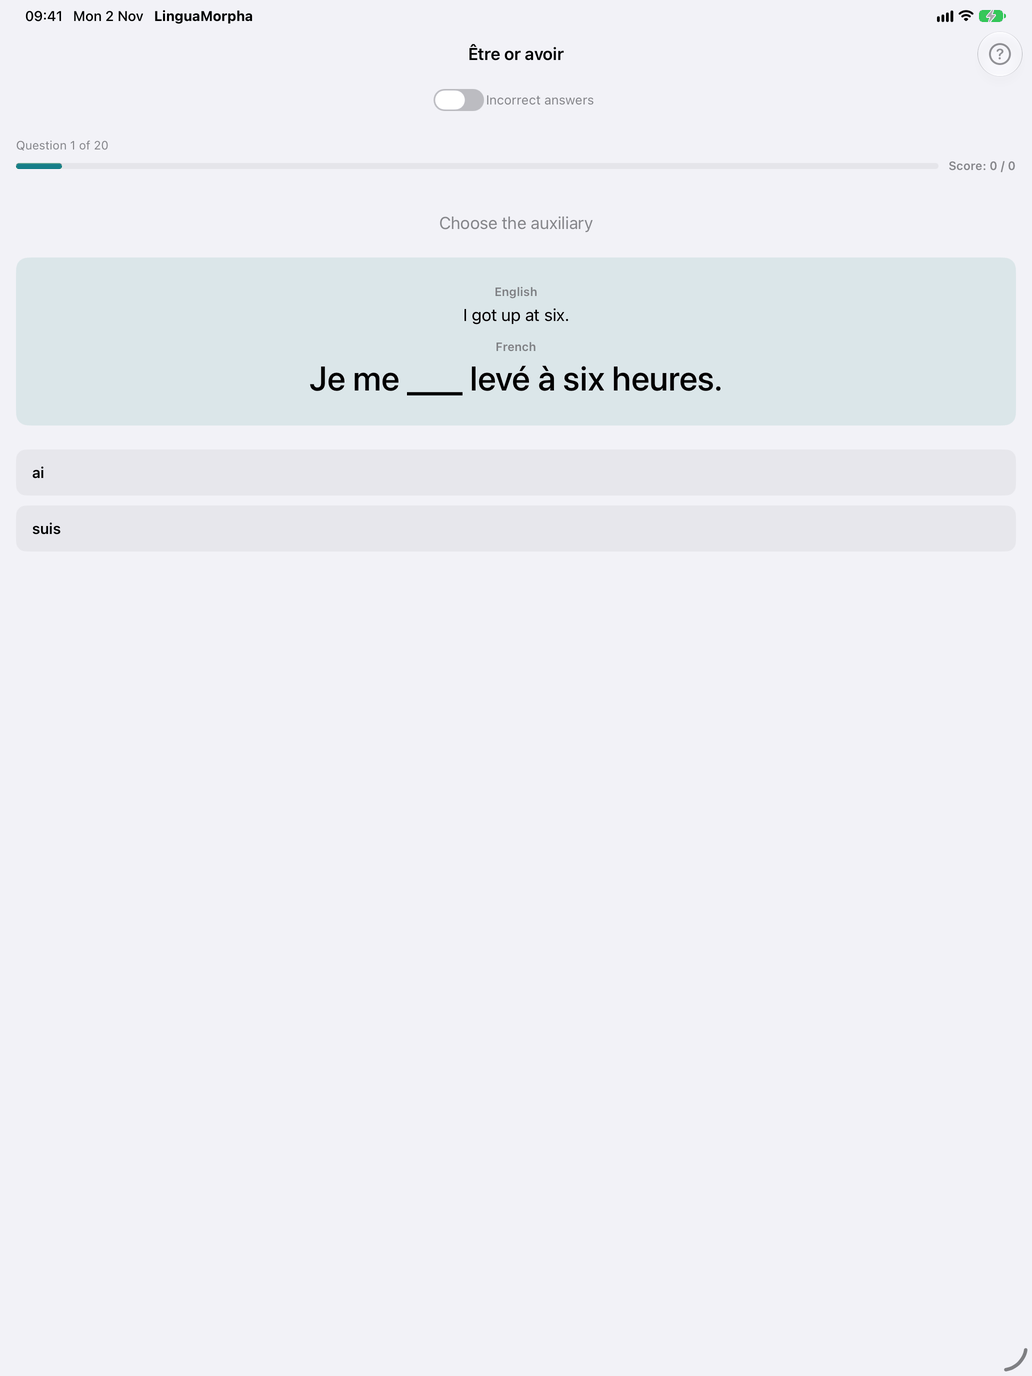 09:41 Mon 2 Nov LinguaMorpha
Être or avoir
?
Incorrect answers
Question 1 of 20
Score: 0 / 0
Choose the auxiliary
English
I got up at six.
French
Je me ___ levé à six heures.
ai
suis